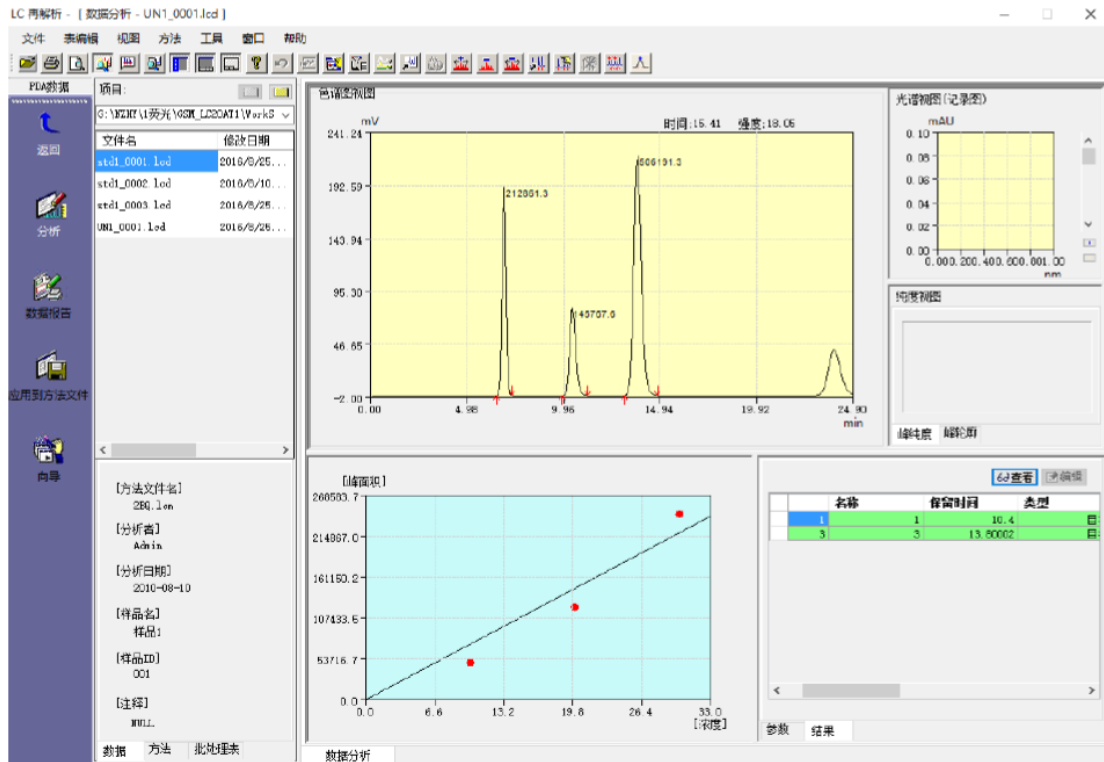 LC 再解析 - [ 数据分析 - UN1_0001.lcd ]
文件 表编辑 视图 方法 工具 窗口 帮助
PDA数据
返回
分析
数据报告
应用到方法文件
向导
项目:
文件名 修改日期
std1_0001.lcd 2016/8/25...
std1_0002.lcd 2016/8/10...
std1_0003.lcd 2016/8/25...
UN1_0001.lcd 2016/8/25...
[方法文件名]
[分析者]
Admin
[分析日期]
2010-08-10
[样品名]
样品1
[样品ID]
001
[注释]
NULL
数据 方法 批处理表
色谱图视图
mV
时间:15.41 强度:18.05
241.24
192.59
143.94
95.30
46.65
-2.00
0.00 4.98 9.96 14.94 19.92 24.90
min
[峰面积]
214867.0
161150.2
107433.5
53716.7
0.0
0.0 6.6 13.2 19.8 26.4 33.0
[浓度]
数据分析
光谱视图(记录图)
mAU
0.10
0.08
0.06
0.04
0.02
0.00
0.000.200.400.600.801.00
nm
纯度视图
峰纯度 峰轮廓
查看 编辑
名称 保留时间 类型
1 1 10.4
3 3 13.80002
参数 结果